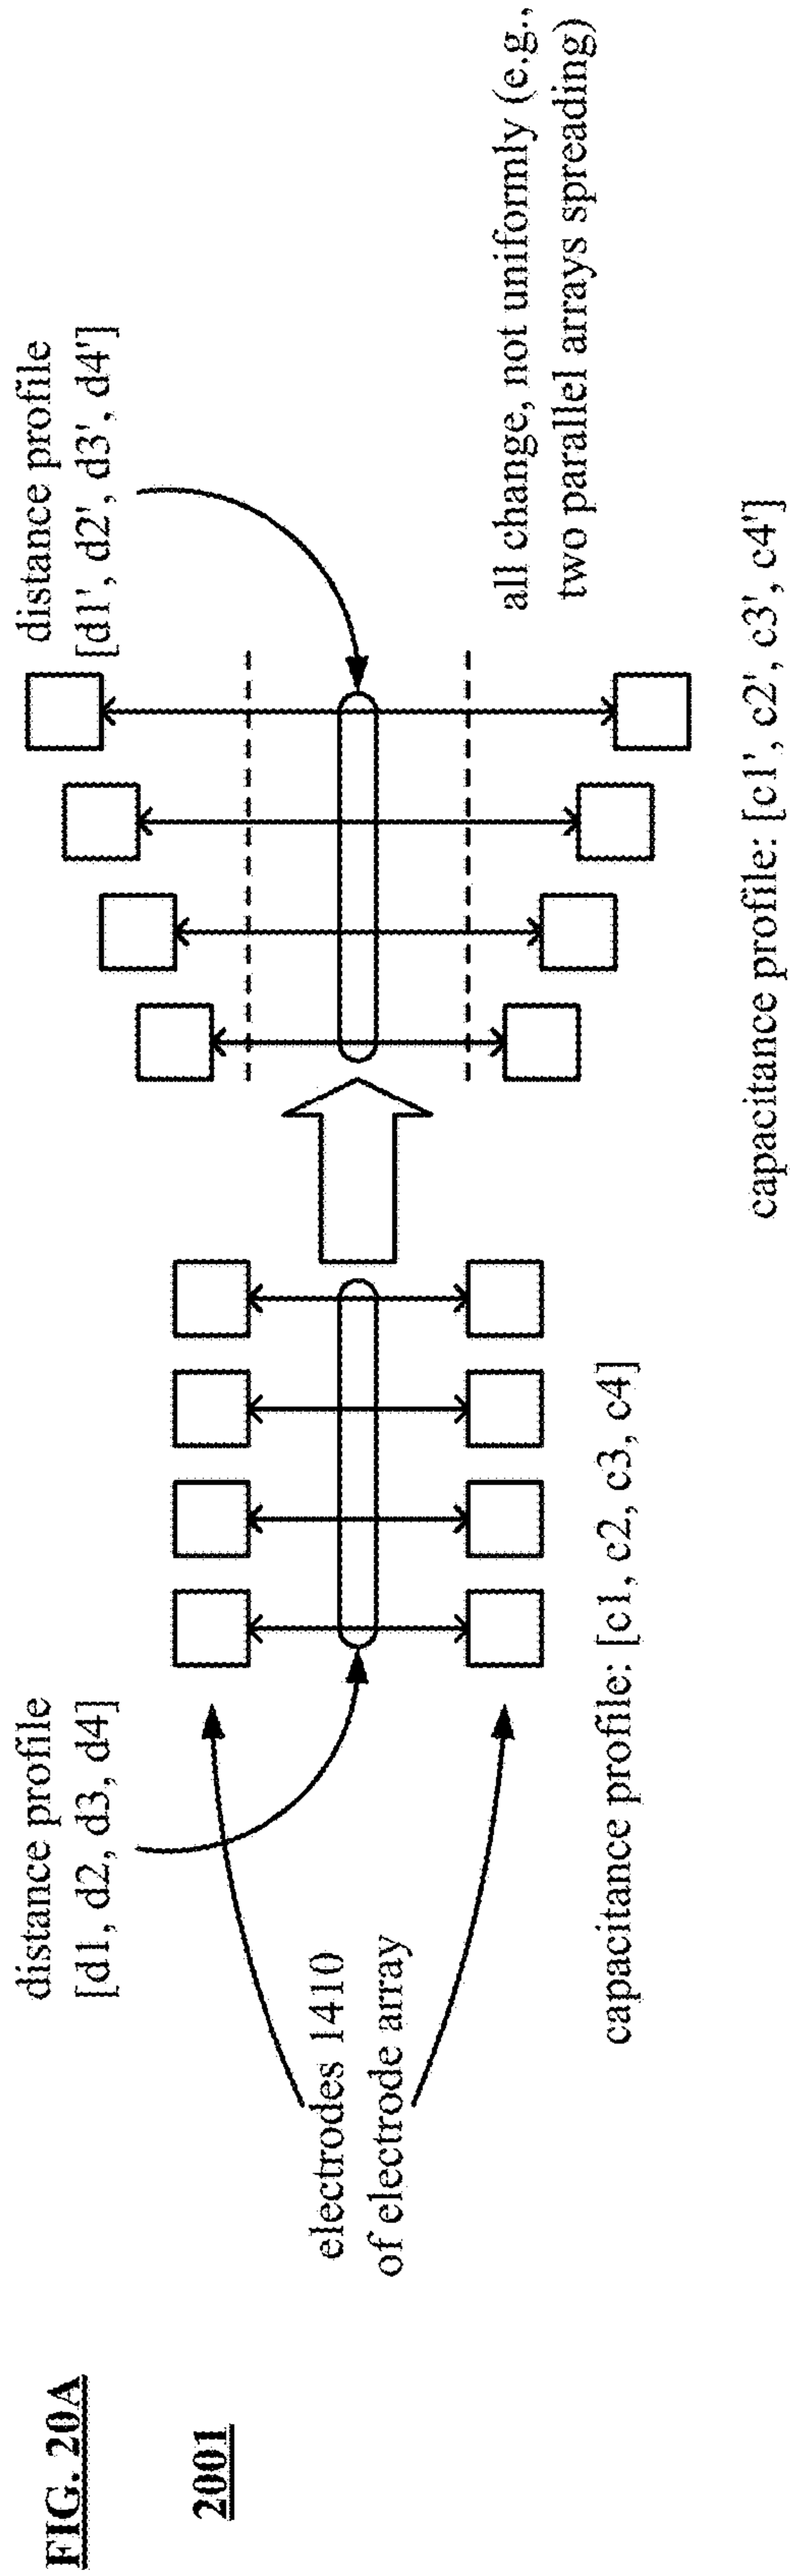 FIG. 20A
2001
electrodes 1410
of electrode array
distance profile
[d1, d2, d3, d4]
capacitance profile: [c1, c2, c3, c4]
distance profile
[d1', d2', d3', d4']
all change, not uniformly (e.g.,
two parallel arrays spreading)
capacitance profile: [c1', c2', c3', c4']